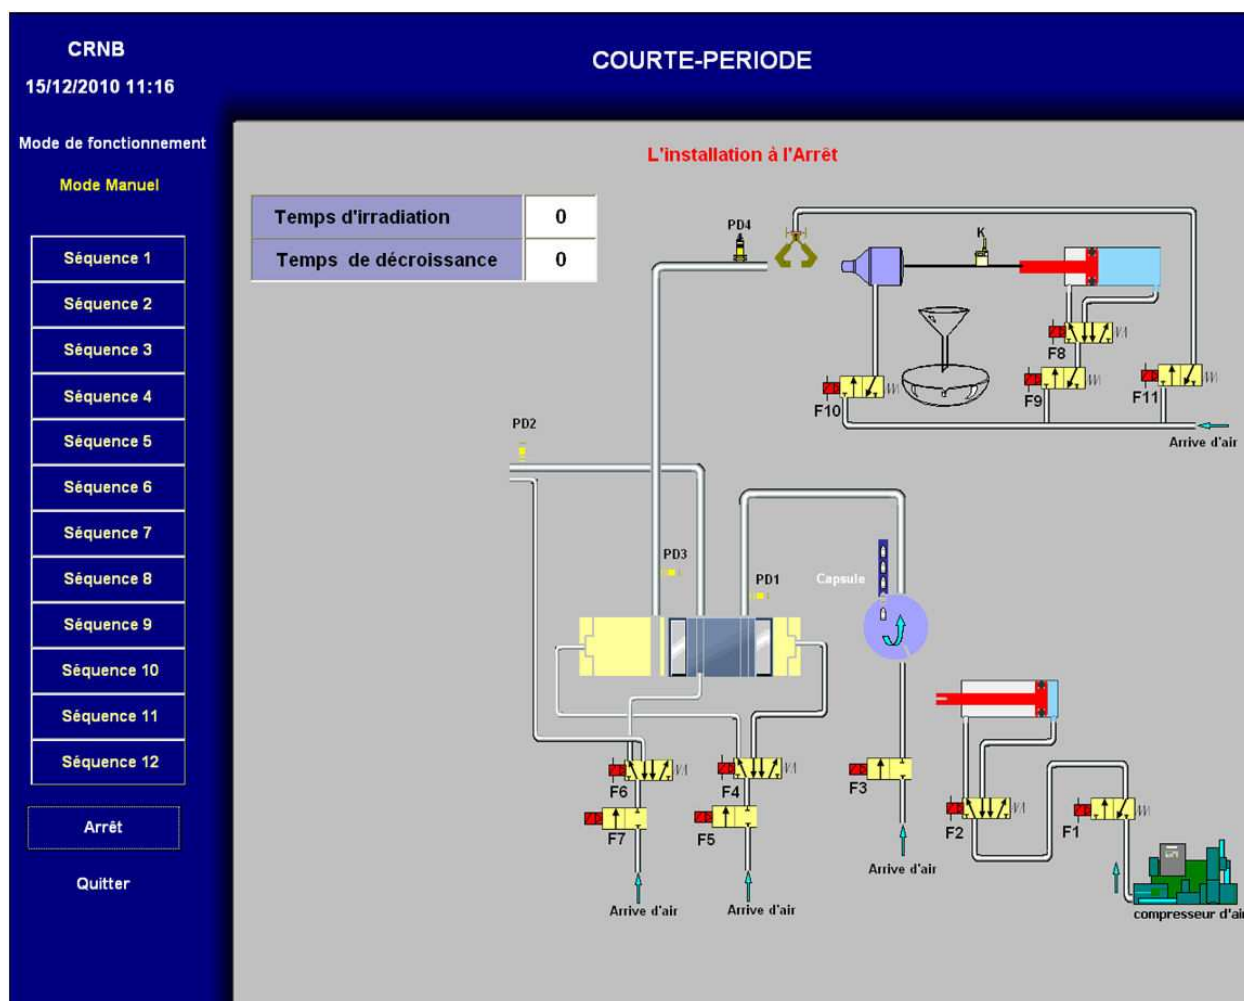 CRNB
15/12/2010 11:16
COURTE-PERIODE
Mode de fonctionnement
Mode Manuel
Séquence 1
Séquence 2
Séquence 3
Séquence 4
Séquence 5
Séquence 6
Séquence 7
Séquence 8
Séquence 9
Séquence 10
Séquence 11
Séquence 12
Arrêt
Quitter
L'installation à l'Arrêt
Temps d'irradiation 0
Temps de décroissance 0
PD4
K
F8
F10
F9
F11
Arrive d'air
PD2
PD3
PD1
Capsule
F6
F4
F3
F7
F5
F2
F1
Arrive d'air
Arrive d'air
Arrive d'air
compresseur d'air